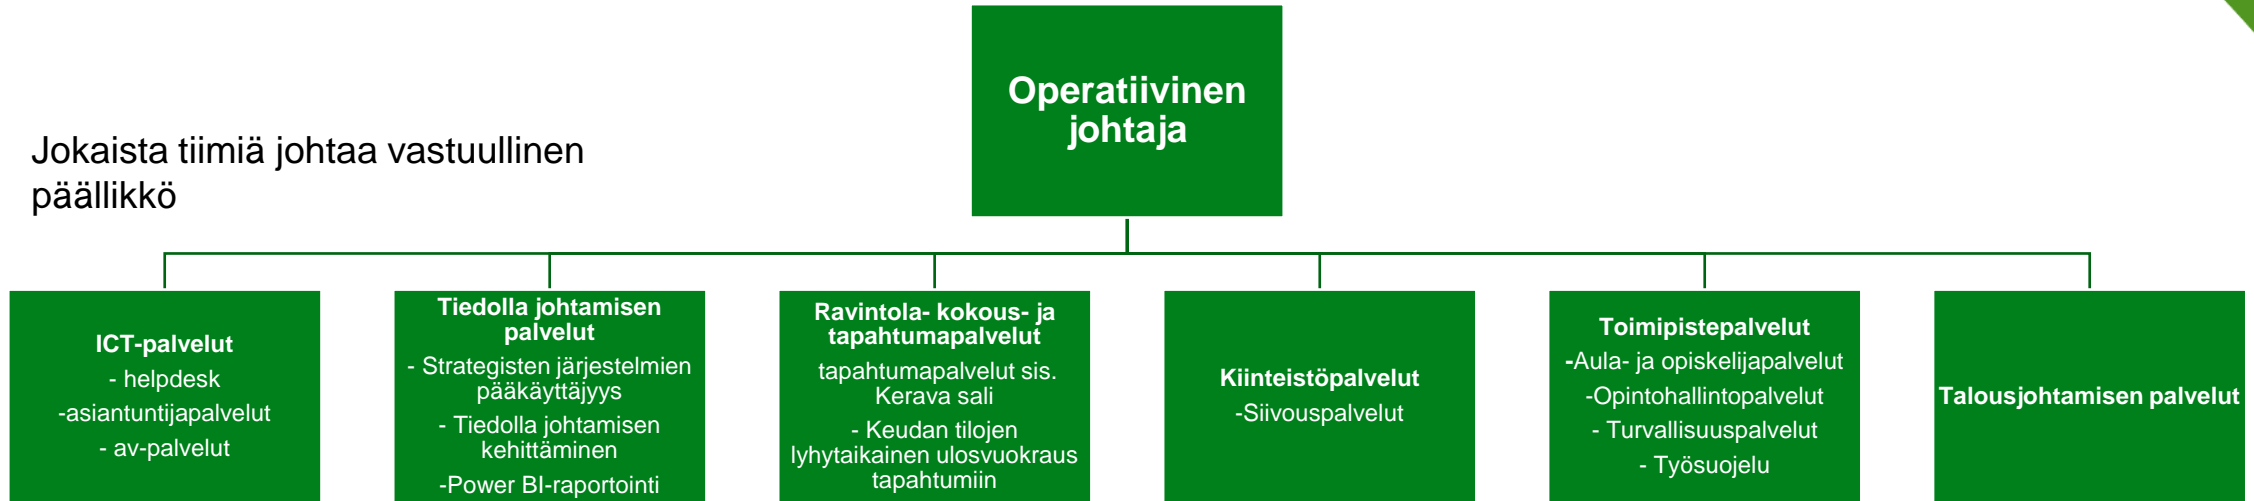 Operatiivinen
johtaja
Jokaista tiimiä johtaa vastuullinen
päällikkö
ICT-palvelut
- helpdesk
-asiantuntijapalvelut
- av-palvelut
Tiedolla johtamisen
palvelut
- Strategisten järjestelmien
pääkäyttäjyys
- Tiedolla johtamisen
kehittäminen
-Power BI-raportointi
Ravintola- kokous- ja
tapahtumapalvelut
tapahtumapalvelut sis.
Kerava sali
- Keudan tilojen
lyhytaikainen ulosvuokraus
tapahtumiin
Kiinteistöpalvelut
-Siivouspalvelut
Toimipistepalvelut
-Aula- ja opiskelijapalvelut
-Opintohallintopalvelut
- Turvallisuuspalvelut
- Työsuojelu
Talousjohtamisen palvelut